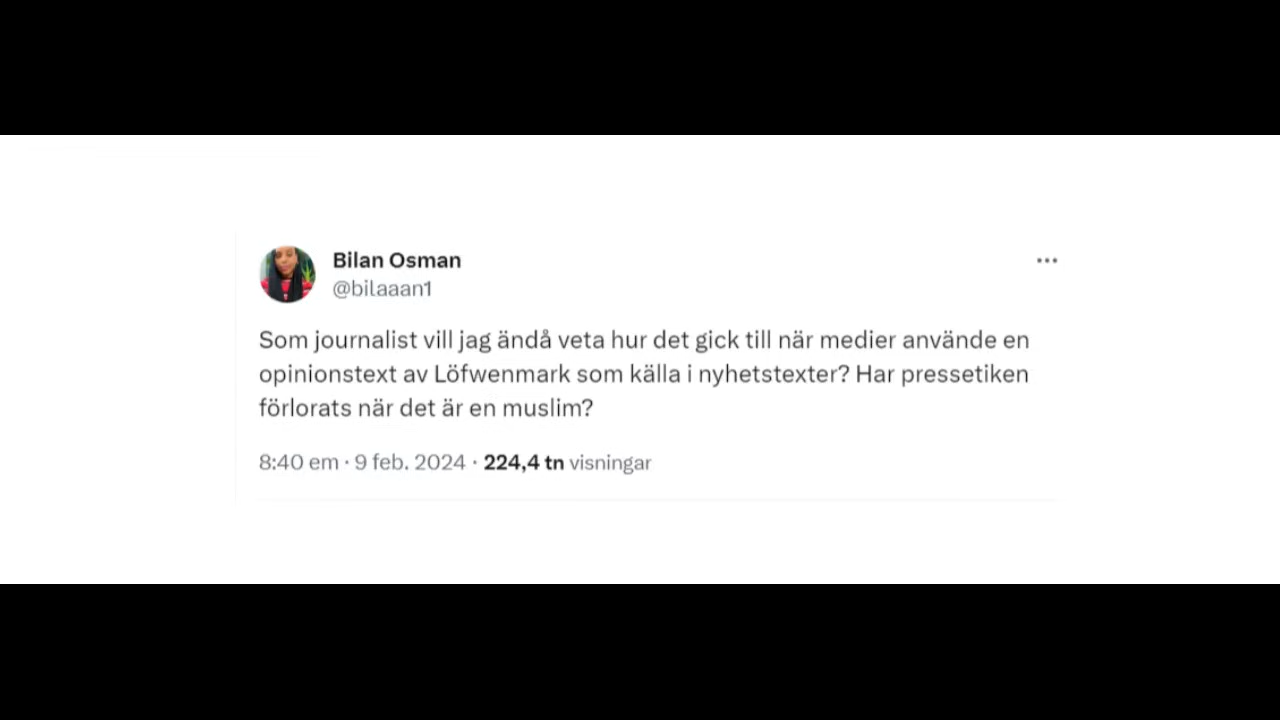 Bilan Osman
@bilaaan1
Som journalist vill jag ändå veta hur det gick till när medier använde en
opinionstext av Löfwenmark som källa i nyhetstexter? Har pressetiken
förlorats när det är en muslim?
8:40 em · 9 feb. 2024 · 224,4 tn visningar